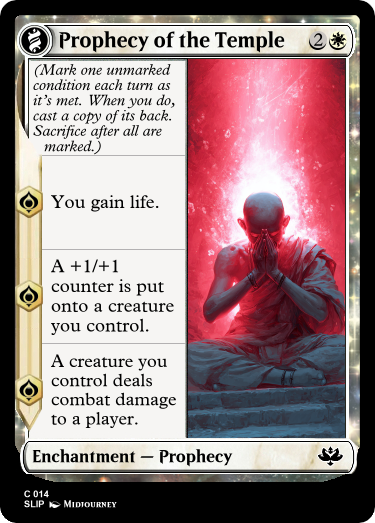 Prophecy of the Temple 2
(Mark one unmarked
condition each turn as
it's met. When you do,
cast a copy of its back.
Sacrifice after all are
marked.)
You gain life.
A +1/+1
counter is put
onto a creature
you control.
A creature you
control deals
combat damage
to a player.
Enchantment — Prophecy
C 014
SLIP Midjourney